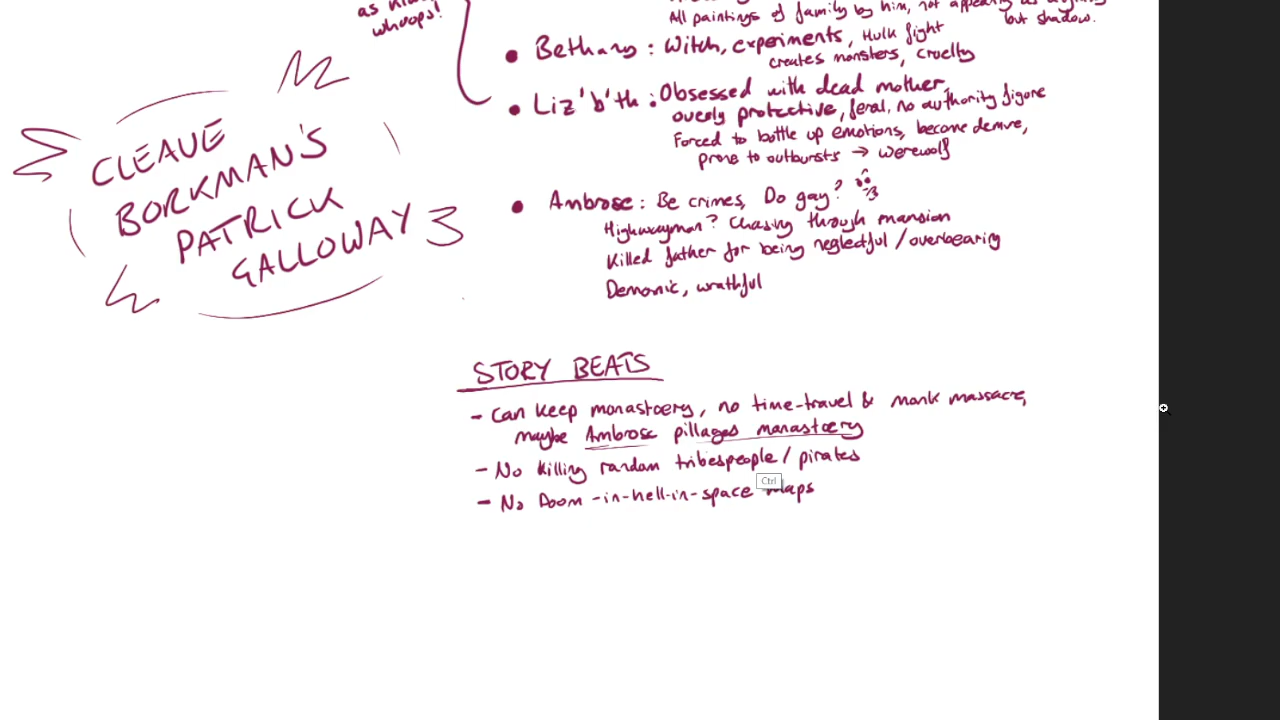 as
whoops!
All paintings of family by him, not appearing as anything
but shadow.
• Bethany : Witch, experiments, Hulk fight
creates monsters, cruelty
• Liz'b'th : Obsessed with dead mother,
overly protective, feral, no authority figure
Forced to bottle up emotions, become demure,
prone to outbursts → werewolf
CLEAVE
BORKMAN'S
PATRICK
GALLOWAY
• Ambrose : Be crimes, Do gay?
Highwayman? Chasing through mansion
Killed father for being neglectful / overbearing
Demonic, wrathful
STORY BEATS
- Can keep monastoery, no time-travel & monk massacre,
maybe Ambrose pillages monastoery
- No killing random tribespeople / pirates
- No Doom-in-hell-in-space maps
Ctrl